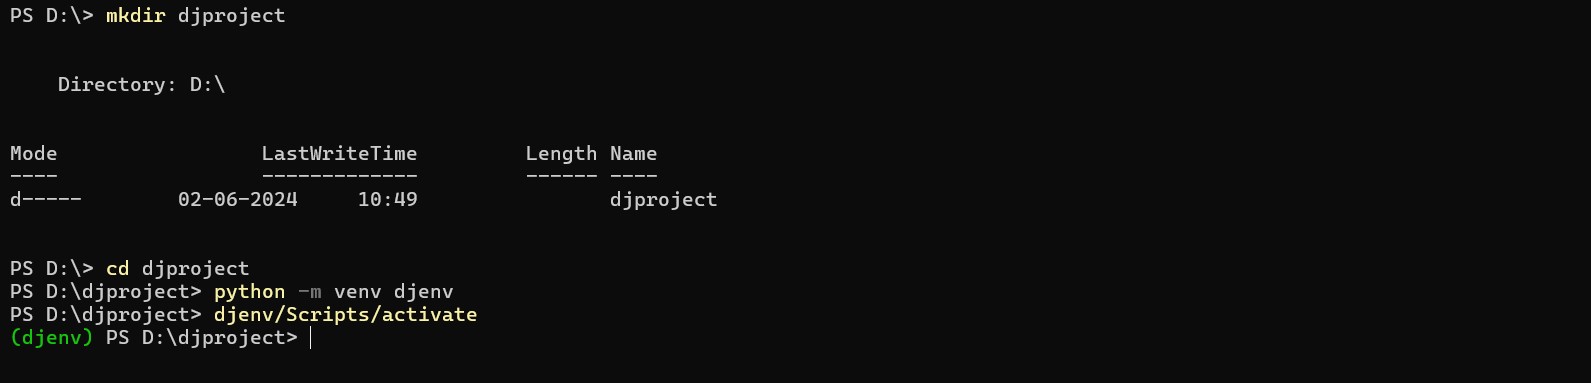 PS D:\> mkdir djproject
    Directory: D:\
Mode                 LastWriteTime         Length Name
----                 -------------         ------ ----
d-----        02-06-2024     10:49                djproject
PS D:\> cd djproject
PS D:\djproject> python -m venv djenv
PS D:\djproject> djenv/Scripts/activate
(djenv) PS D:\djproject>